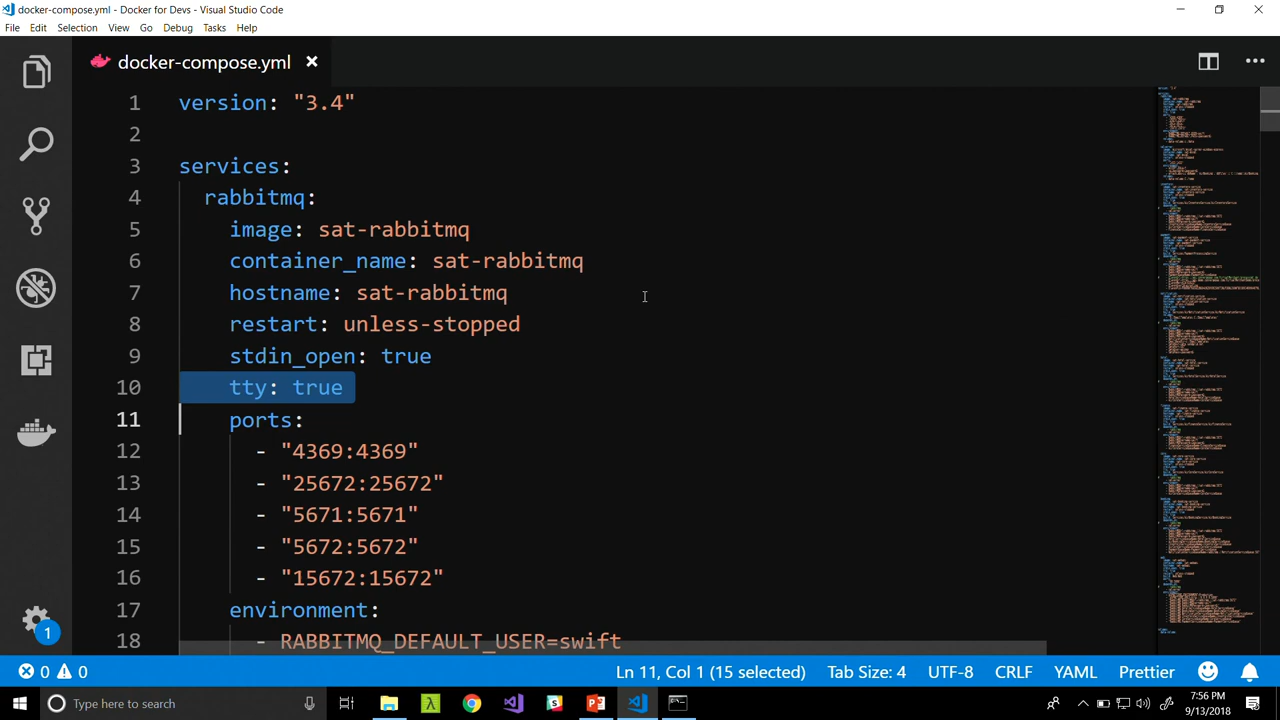 docker-compose.yml - Docker for Devs - Visual Studio Code
File Edit Selection View Go Debug Tasks Help
docker-compose.yml
1 version: "3.4"
2
3 services:
4 rabbitmq:
5 image: sat-rabbitmq
6 container_name: sat-rabbitmq
7 hostname: sat-rabbitmq
8 restart: unless-stopped
9 stdin_open: true
10 tty: true
11 ports:
12 - "4369:4369"
13 - "25672:25672"
14 - "5671:5671"
15 - "5672:5672"
16 - "15672:15672"
17 environment:
18 - RABBITMQ_DEFAULT_USER=swift
1
0 0 Ln 11, Col 1 (15 selected) Tab Size: 4 UTF-8 CRLF YAML Prettier
Type here to search
7:56 PM
9/13/2018